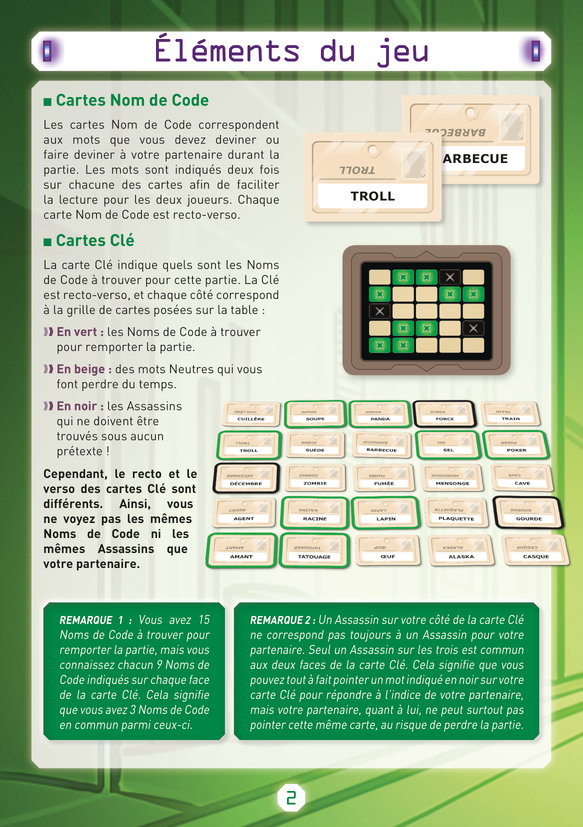 Éléments du jeu
Cartes Nom de Code
Les cartes Nom de Code correspondent
aux mots que vous devez deviner ou
faire deviner à votre partenaire durant la
partie. Les mots sont indiqués deux fois
sur chacune des cartes afin de faciliter
la lecture pour les deux joueurs. Chaque
carte Nom de Code est recto-verso.
BARBECUE
ARBECUE
TROLL
TROLL
Cartes Clé
La carte Clé indique quels sont les Noms
de Code à trouver pour cette partie. La Clé
est recto-verso, et chaque côté correspond
à la grille de cartes posées sur la table :
En vert : les Noms de Code à trouver
pour remporter la partie.
En beige : des mots Neutres qui vous
font perdre du temps.
En noir : les Assassins
qui ne doivent être
trouvés sous aucun
prétexte !
Cependant, le recto et le
verso des cartes Clé sont
différents. Ainsi, vous
ne voyez pas les mêmes
Noms de Code ni les
mêmes Assassins que
votre partenaire.
CUILLÈRE SOUPE PANDA FORCE TRAIN
TROLL SUÈDE BARBECUE SEL POKER
DÉCEMBRE ZOMBIE FUMÉE MENSONGE CAVE
AGENT RACINE LAPIN PLAQUETTE GOURDE
AMANT TATOUAGE ŒUF ALASKA CASQUE
REMARQUE 1 : Vous avez 15
Noms de Code à trouver pour
remporter la partie, mais vous
connaissez chacun 9 Noms de
Code indiqués sur chaque face
de la carte Clé. Cela signifie
que vous avez 3 Noms de Code
en commun parmi ceux-ci.
REMARQUE 2 : Un Assassin sur votre côté de la carte Clé
ne correspond pas toujours à un Assassin pour votre
partenaire. Seul un Assassin sur les trois est commun
aux deux faces de la carte Clé. Cela signifie que vous
pouvez tout à fait pointer un mot indiqué en noir sur votre
carte Clé pour répondre à l'indice de votre partenaire,
mais votre partenaire, quant à lui, ne peut surtout pas
pointer cette même carte, au risque de perdre la partie.
2